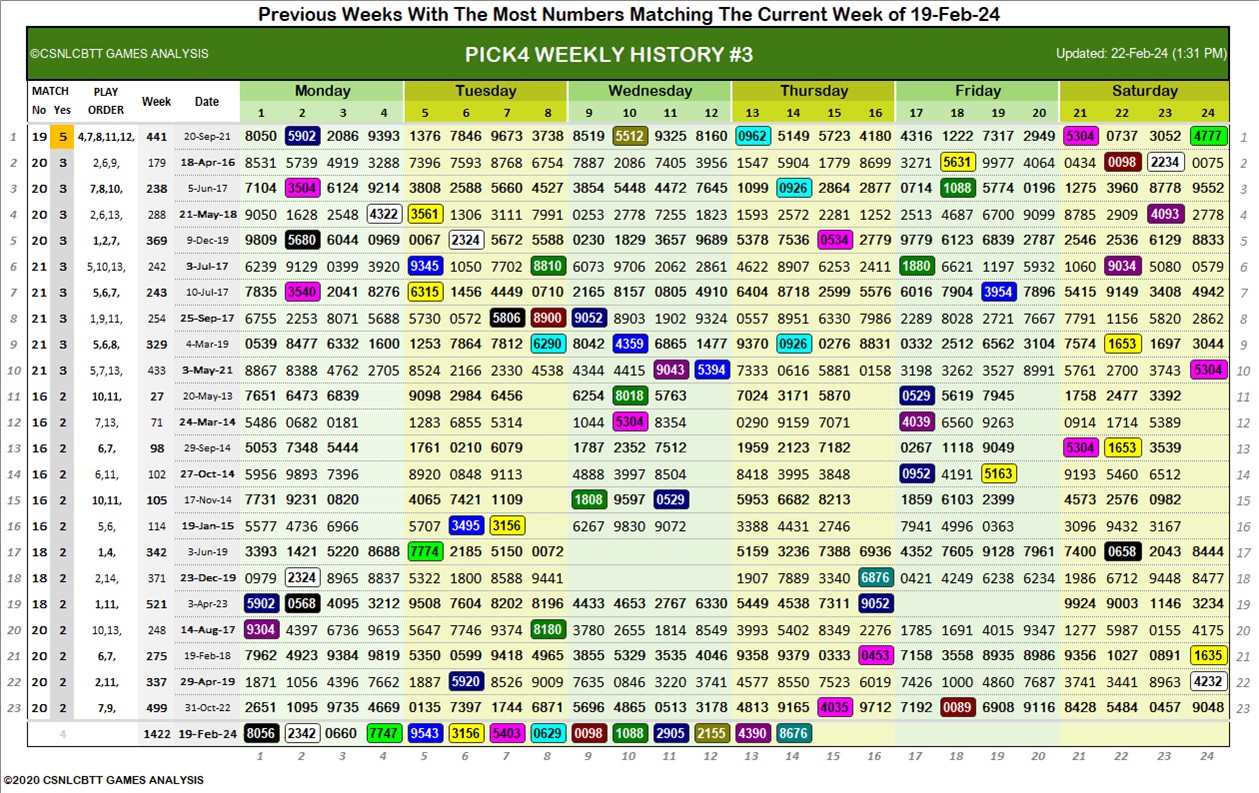 Previous Weeks With The Most Numbers Matching The Current Week of 19-Feb-24
©CSNLCBTT GAMES ANALYSIS PICK4 WEEKLY HISTORY #3 Updated: 22-Feb-24 (1:31 PM)
MATCH PLAY Week Date Monday Tuesday Wednesday Thursday Friday Saturday
No Yes ORDER 1 2 3 4 5 6 7 8 9 10 11 12 13 14 15 16 17 18 19 20 21 22 23 24
1 19 5 4,7,8,11,12, 441 20-Sep-21 8050 5902 2086 9393 1376 7846 9673 3738 8519 5512 9325 8160 0962 5149 5723 4180 4316 1222 7317 2949 5304 0737 3052 4777 1
2 20 3 2,6,9, 179 18-Apr-16 8531 5739 4919 3288 7396 7593 8768 6754 7887 2086 7405 3956 1547 5904 1779 8699 3271 5631 9977 4064 0434 0098 2234 0075 2
3 20 3 7,8,10, 238 5-Jun-17 7104 3504 6124 9214 3808 2588 5660 4527 3854 5448 4472 7645 1099 0926 2864 2877 0714 1088 5774 0196 1275 3960 8778 9552 3
4 20 3 2,6,13, 288 21-May-18 9050 1628 2548 4322 3561 1306 3111 7991 0253 2778 7255 1823 1593 2572 2281 1252 2513 4687 6700 9099 8785 2909 4093 2778 4
5 20 3 1,2,7, 369 9-Dec-19 9809 5680 6044 0969 0067 2324 5672 5588 0230 1829 3657 9689 5378 7536 0534 2779 9779 6123 6839 2787 2546 2536 6129 8833 5
6 21 3 5,10,13, 242 3-Jul-17 6239 9129 0399 3920 9345 1050 7702 8810 6073 9706 2083 2861 4622 8907 6253 2411 1880 6621 1197 5932 1060 9034 5080 0579 6
7 21 3 5,6,7, 243 10-Jul-17 7835 3540 2041 8276 6315 1456 4449 0710 2165 8157 0805 4910 3404 8718 2599 5576 6016 7904 3954 7896 5415 9149 3408 4942 7
8 21 3 1,9,11, 254 25-Sep-17 6755 2253 8071 5688 5730 0572 5806 8900 9052 8903 1902 9324 0557 8951 6330 7986 2289 8028 2721 7667 7791 1156 5820 2862 8
9 21 3 5,6,8, 329 4-Mar-19 0539 8477 6332 1600 1253 7864 7812 6290 8042 4359 6865 1477 9370 0926 0276 8831 0332 2512 6562 3104 7574 1653 1697 3044 9
10 21 3 5,7,13, 433 3-May-21 8867 8388 4762 2705 8524 2166 2333 4538 4344 4415 9043 5394 7333 0616 5881 0158 3198 3262 3527 8991 5761 2700 3743 5304 10
11 16 2 10,11, 27 20-May-13 7651 6473 6839 9098 2984 6456 6254 8018 5763 7024 3171 5870 0529 5619 7945 1758 2477 3392 11
12 16 2 7,13, 71 24-Mar-14 5486 0682 0181 1283 6855 5314 1044 5304 8354 0290 9159 7071 4039 6560 9263 0914 1714 5389 12
13 16 2 6,7, 98 29-Sep-14 5053 7348 5444 1761 0210 6079 1787 2352 7512 1959 2123 7182 0267 1118 9049 5304 1653 3539 13
14 16 2 6,11, 102 27-Oct-14 5956 9893 7396 8920 0848 9113 4888 3997 8504 8418 3995 3848 0952 4191 5163 9193 5460 6512 14
15 16 2 10,11, 105 17-Nov-14 7731 9231 0820 4065 7421 1109 1808 9597 0529 5953 6682 8213 1859 6103 2399 4573 2576 0982 15
16 16 2 5,6, 114 19-Jan-15 5577 4736 6966 5707 3495 3156 6267 9830 9072 3388 4431 2746 7941 4996 0363 3096 9432 3167 16
17 18 2 1,4, 342 3-Jun-19 3393 1421 5220 8688 7774 2185 5150 0072 5159 3236 7388 6936 4352 7605 9128 7961 7400 0658 2043 8444 17
18 18 2 2,14, 371 23-Dec-19 0979 2324 8965 8837 5322 1800 8588 9441 1907 7889 3340 6876 0421 4249 6238 6234 1986 6712 9448 8477 18
19 18 2 1,11, 521 3-Apr-23 5902 0568 4095 3212 9508 7604 8202 8196 4433 4653 2767 6330 5449 4538 7311 9052 9924 9003 1146 3234 19
20 20 2 10,13, 248 14-Aug-17 9304 4397 6736 9653 5647 7746 9374 8180 3780 2655 1814 8549 3993 5402 8349 2276 1785 1691 4015 9347 1277 5987 0155 4175 20
21 20 2 6,7, 275 19-Feb-18 7962 4923 9384 9819 5350 0599 9418 4965 3855 5329 3535 4046 9358 9379 0333 0453 7158 3558 8935 8986 9356 1027 0891 1635 21
22 20 2 2,11, 337 29-Apr-19 1871 1056 4396 7662 1887 5920 8526 9009 7635 0846 3220 3741 4577 8550 7523 6019 7426 1000 4860 7687 3741 3441 8963 4232 22
23 20 2 7,9, 499 31-Oct-22 2651 1095 9735 4669 0135 7397 1744 6871 5696 4865 0513 3178 4813 9165 4035 9712 7192 0089 6908 9116 8428 5484 0457 9048 23
4 1422 19-Feb-24 8056 2342 0660 7747 9543 3156 5403 0629 0098 1088 2905 2155 4390 8676
1 2 3 4 5 6 7 8 9 10 11 12 13 14 15 16 17 18 19 20 21 22 23 24
©2020 CSNLCBTT GAMES ANALYSIS